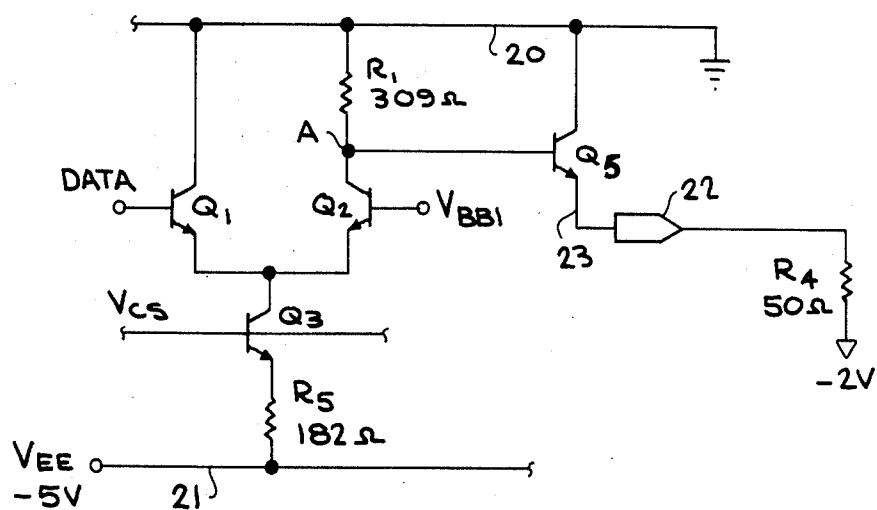 20
R1
309Ω
A
Q5
DATA
22
Q1
Q2
VBB1
23
R4
50Ω
VCS
Q3
-2V
R5
182Ω
VEE
-5V
21